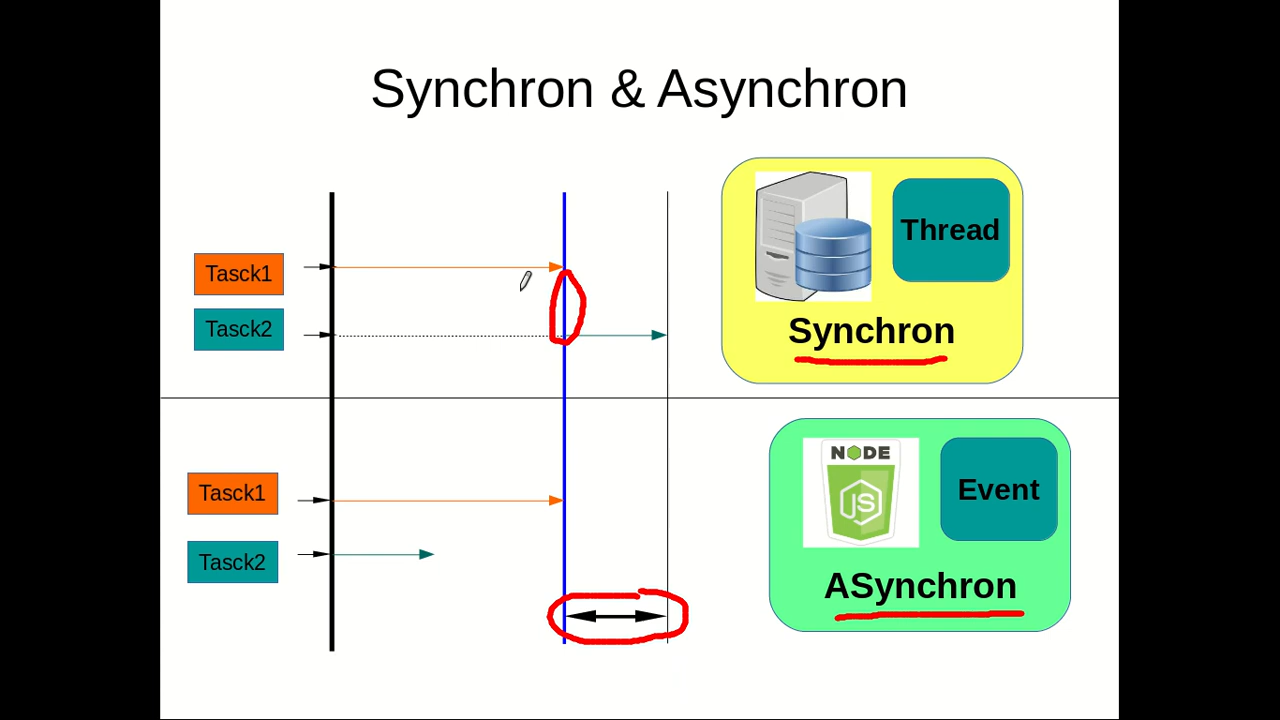 Synchron & Asynchron
Tasck1
Tasck2
Thread
Synchron
Tasck1
Tasck2
NODE
JS
Event
ASynchron